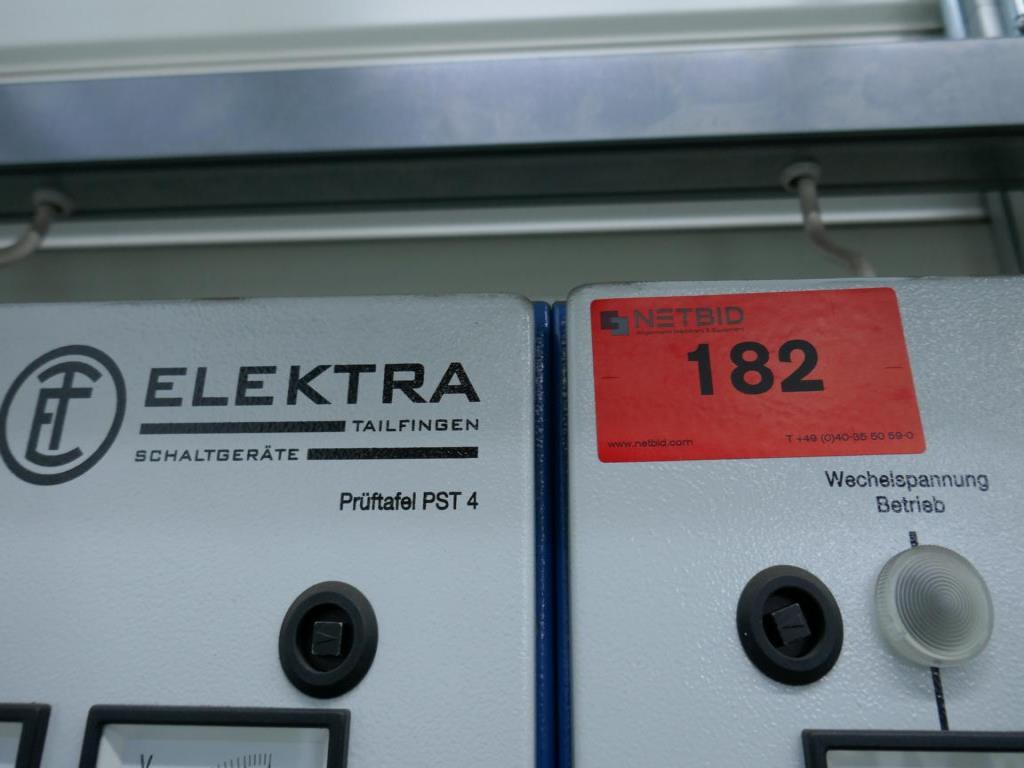 ELEKTRA
TAILFINGEN
SCHALTGERÄTE
Prüftafel PST 4
NETBID
182
www.netbid.com
T +49 (0)40-35 50 59-0
Wechelspannung
Betrieb
V